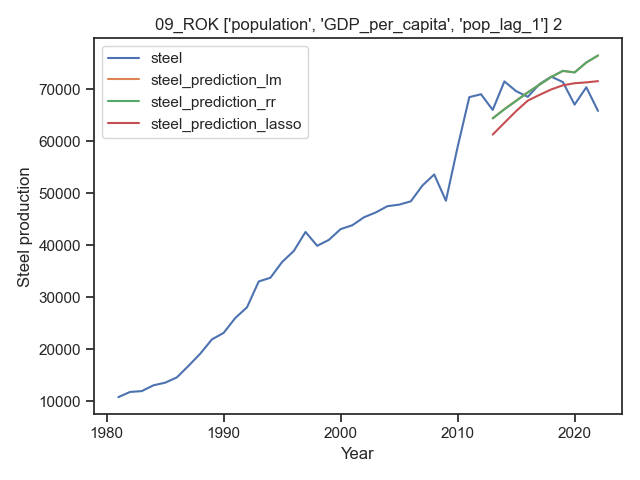 09_ROK ['population', 'GDP_per_capita', 'pop_lag_1'] 2
steel
steel_prediction_lm
steel_prediction_rr
steel_prediction_lasso
Steel production
70000
60000
50000
40000
30000
20000
10000
1980
1990
2000
2010
2020
Year